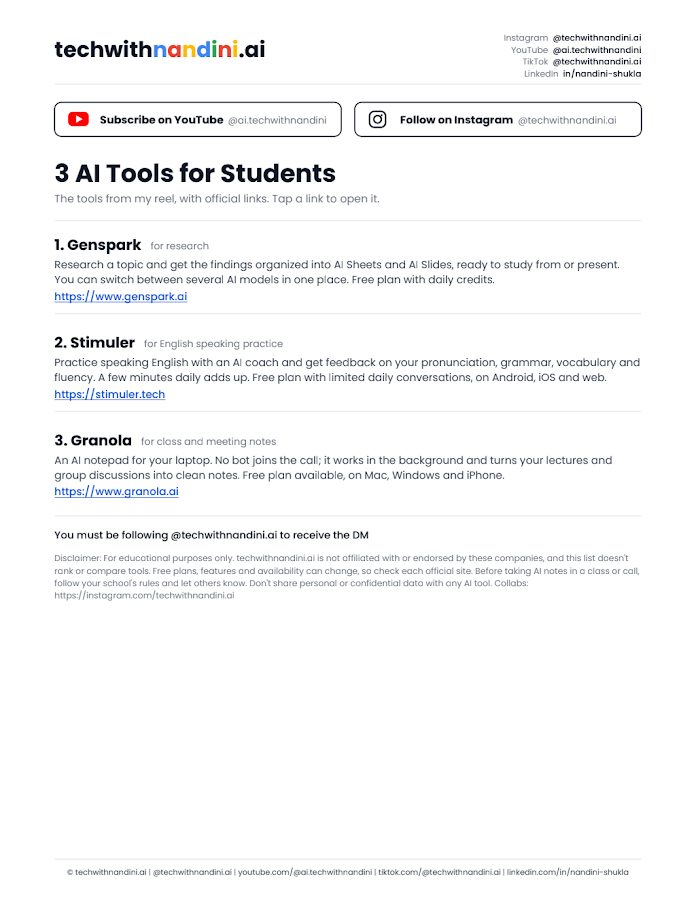 techwithnandini.ai
Instagram @techwithnandini.ai
YouTube @ai.techwithnandini
TikTok @techwithnandini.ai
LinkedIn in/nandini-shukla
Subscribe on YouTube @ai.techwithnandini
Follow on Instagram @techwithnandini.ai
3 AI Tools for Students
The tools from my reel, with official links. Tap a link to open it.
1. Genspark for research
Research a topic and get the findings organized into AI Sheets and AI Slides, ready to study from or present.
You can switch between several AI models in one place. Free plan with daily credits.
https://www.genspark.ai
2. Stimuler for English speaking practice
Practice speaking English with an AI coach and get feedback on your pronunciation, grammar, vocabulary and
fluency. A few minutes daily adds up. Free plan with limited daily conversations, on Android, iOS and web.
https://stimuler.tech
3. Granola for class and meeting notes
An AI notepad for your laptop. No bot joins the call; it works in the background and turns your lectures and
group discussions into clean notes. Free plan available, on Mac, Windows and iPhone.
https://www.granola.ai
You must be following @techwithnandini.ai to receive the DM
Disclaimer: For educational purposes only. techwithnandini.ai is not affiliated with or endorsed by these companies, and this list doesn't
rank or compare tools. Free plans, features and availability can change, so check each official site. Before taking AI notes in a class or call,
follow your school's rules and let others know. Don't share personal or confidential data with any AI tool. Collabs:
https://instagram.com/techwithnandini.ai
© techwithnandini.ai | @techwithnandini.ai | youtube.com/@ai.techwithnandini | tiktok.com/@techwithnandini.ai | linkedin.com/in/nandini-shukla